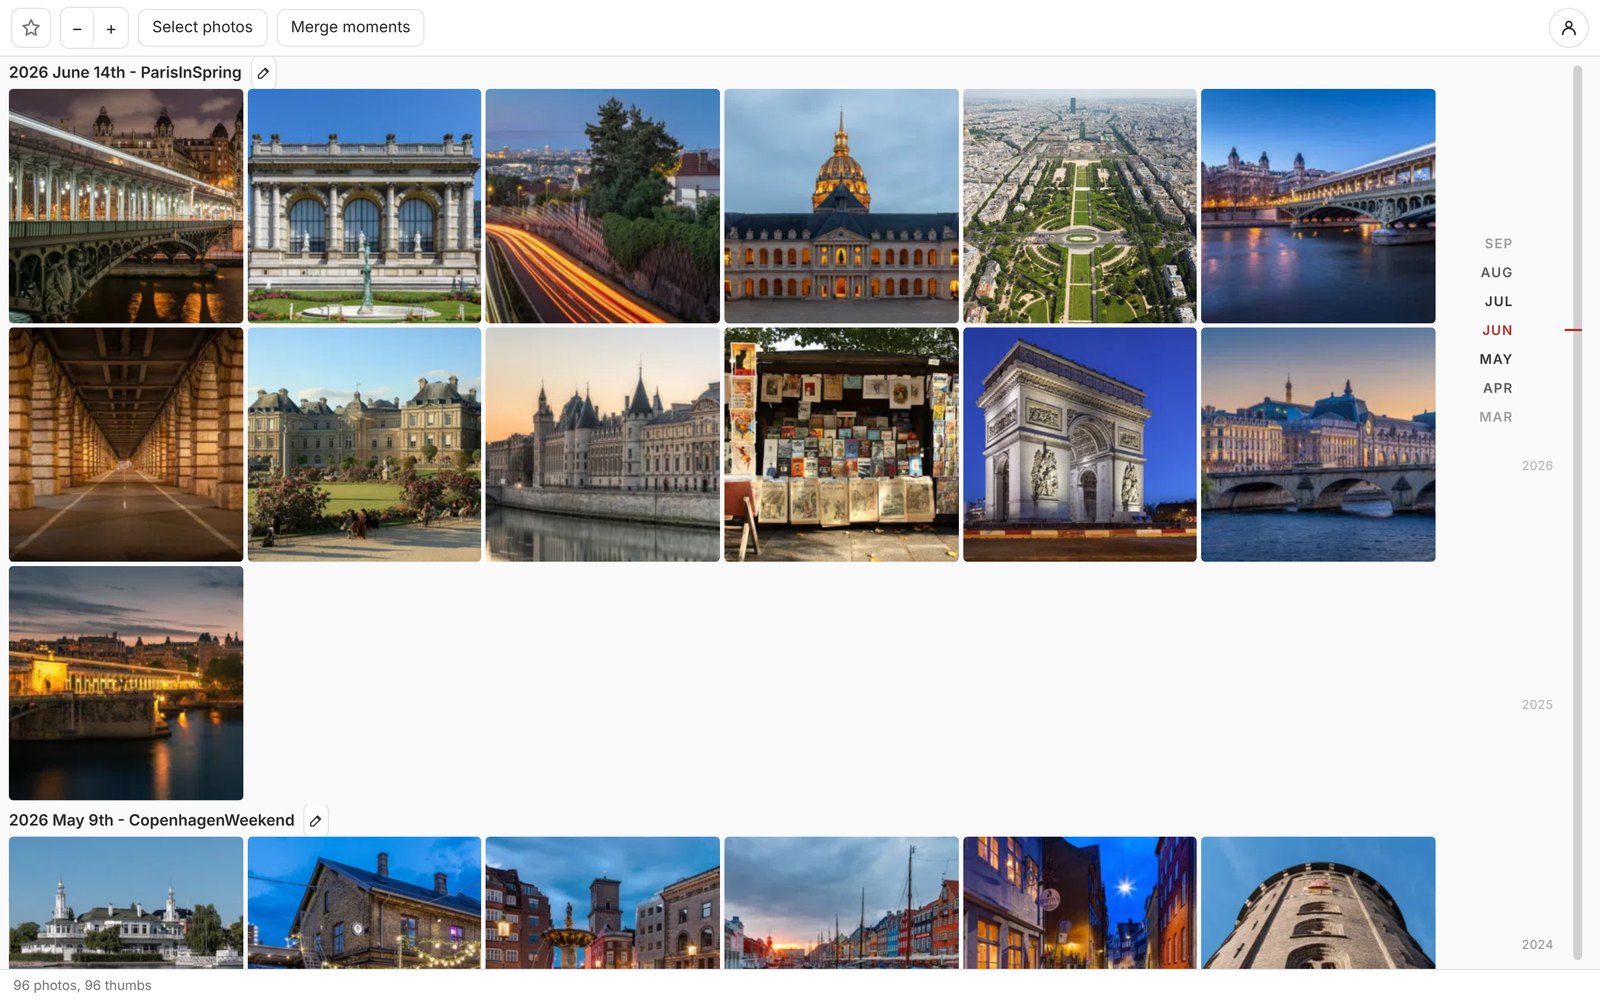 − + Select photos Merge moments
2026 June 14th - ParisInSpring
SEP
AUG
JUL
JUN
MAY
APR
MAR
2026
2025
2026 May 9th - CopenhagenWeekend
2024
96 photos, 96 thumbs